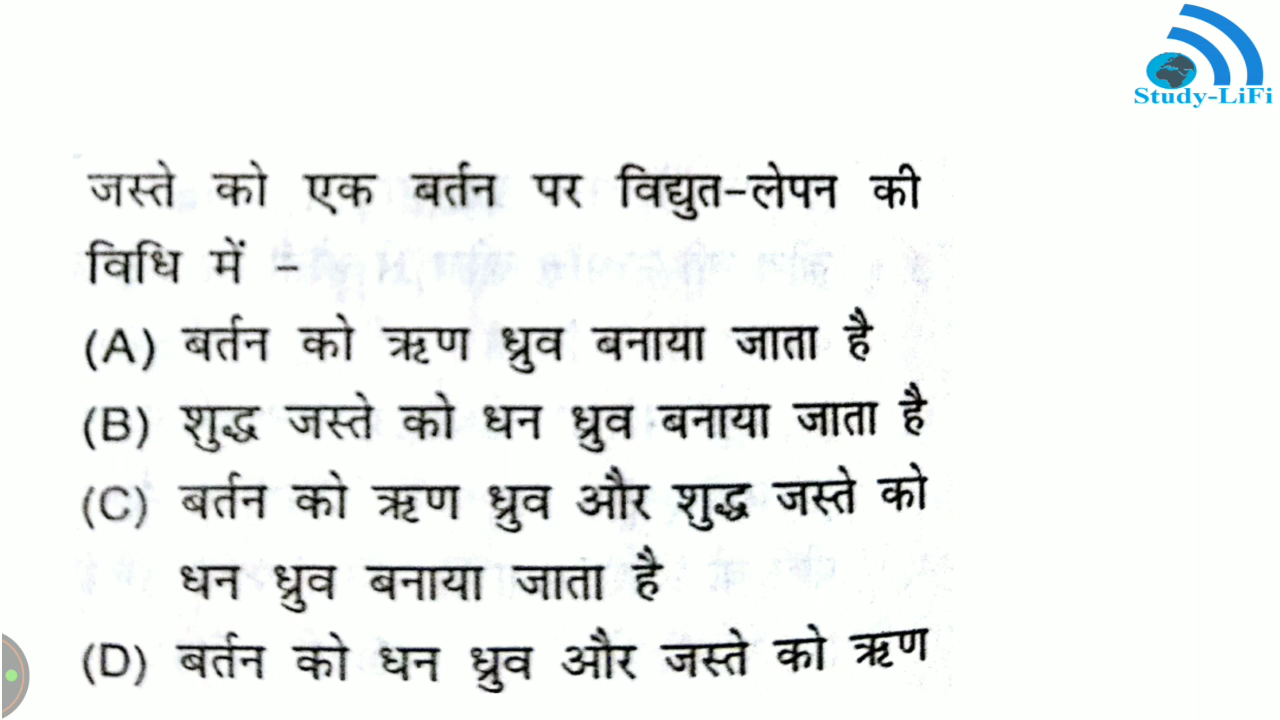 Study-LiFi
जस्ते को एक बर्तन पर विद्युत-लेपन की
विधि में -
(A) बर्तन को ऋण ध्रुव बनाया जाता है
(B) शुद्ध जस्ते को धन ध्रुव बनाया जाता है
(C) बर्तन को ऋण ध्रुव और शुद्ध जस्ते को
धन ध्रुव बनाया जाता है
(D) बर्तन को धन ध्रुव और जस्ते को ऋण